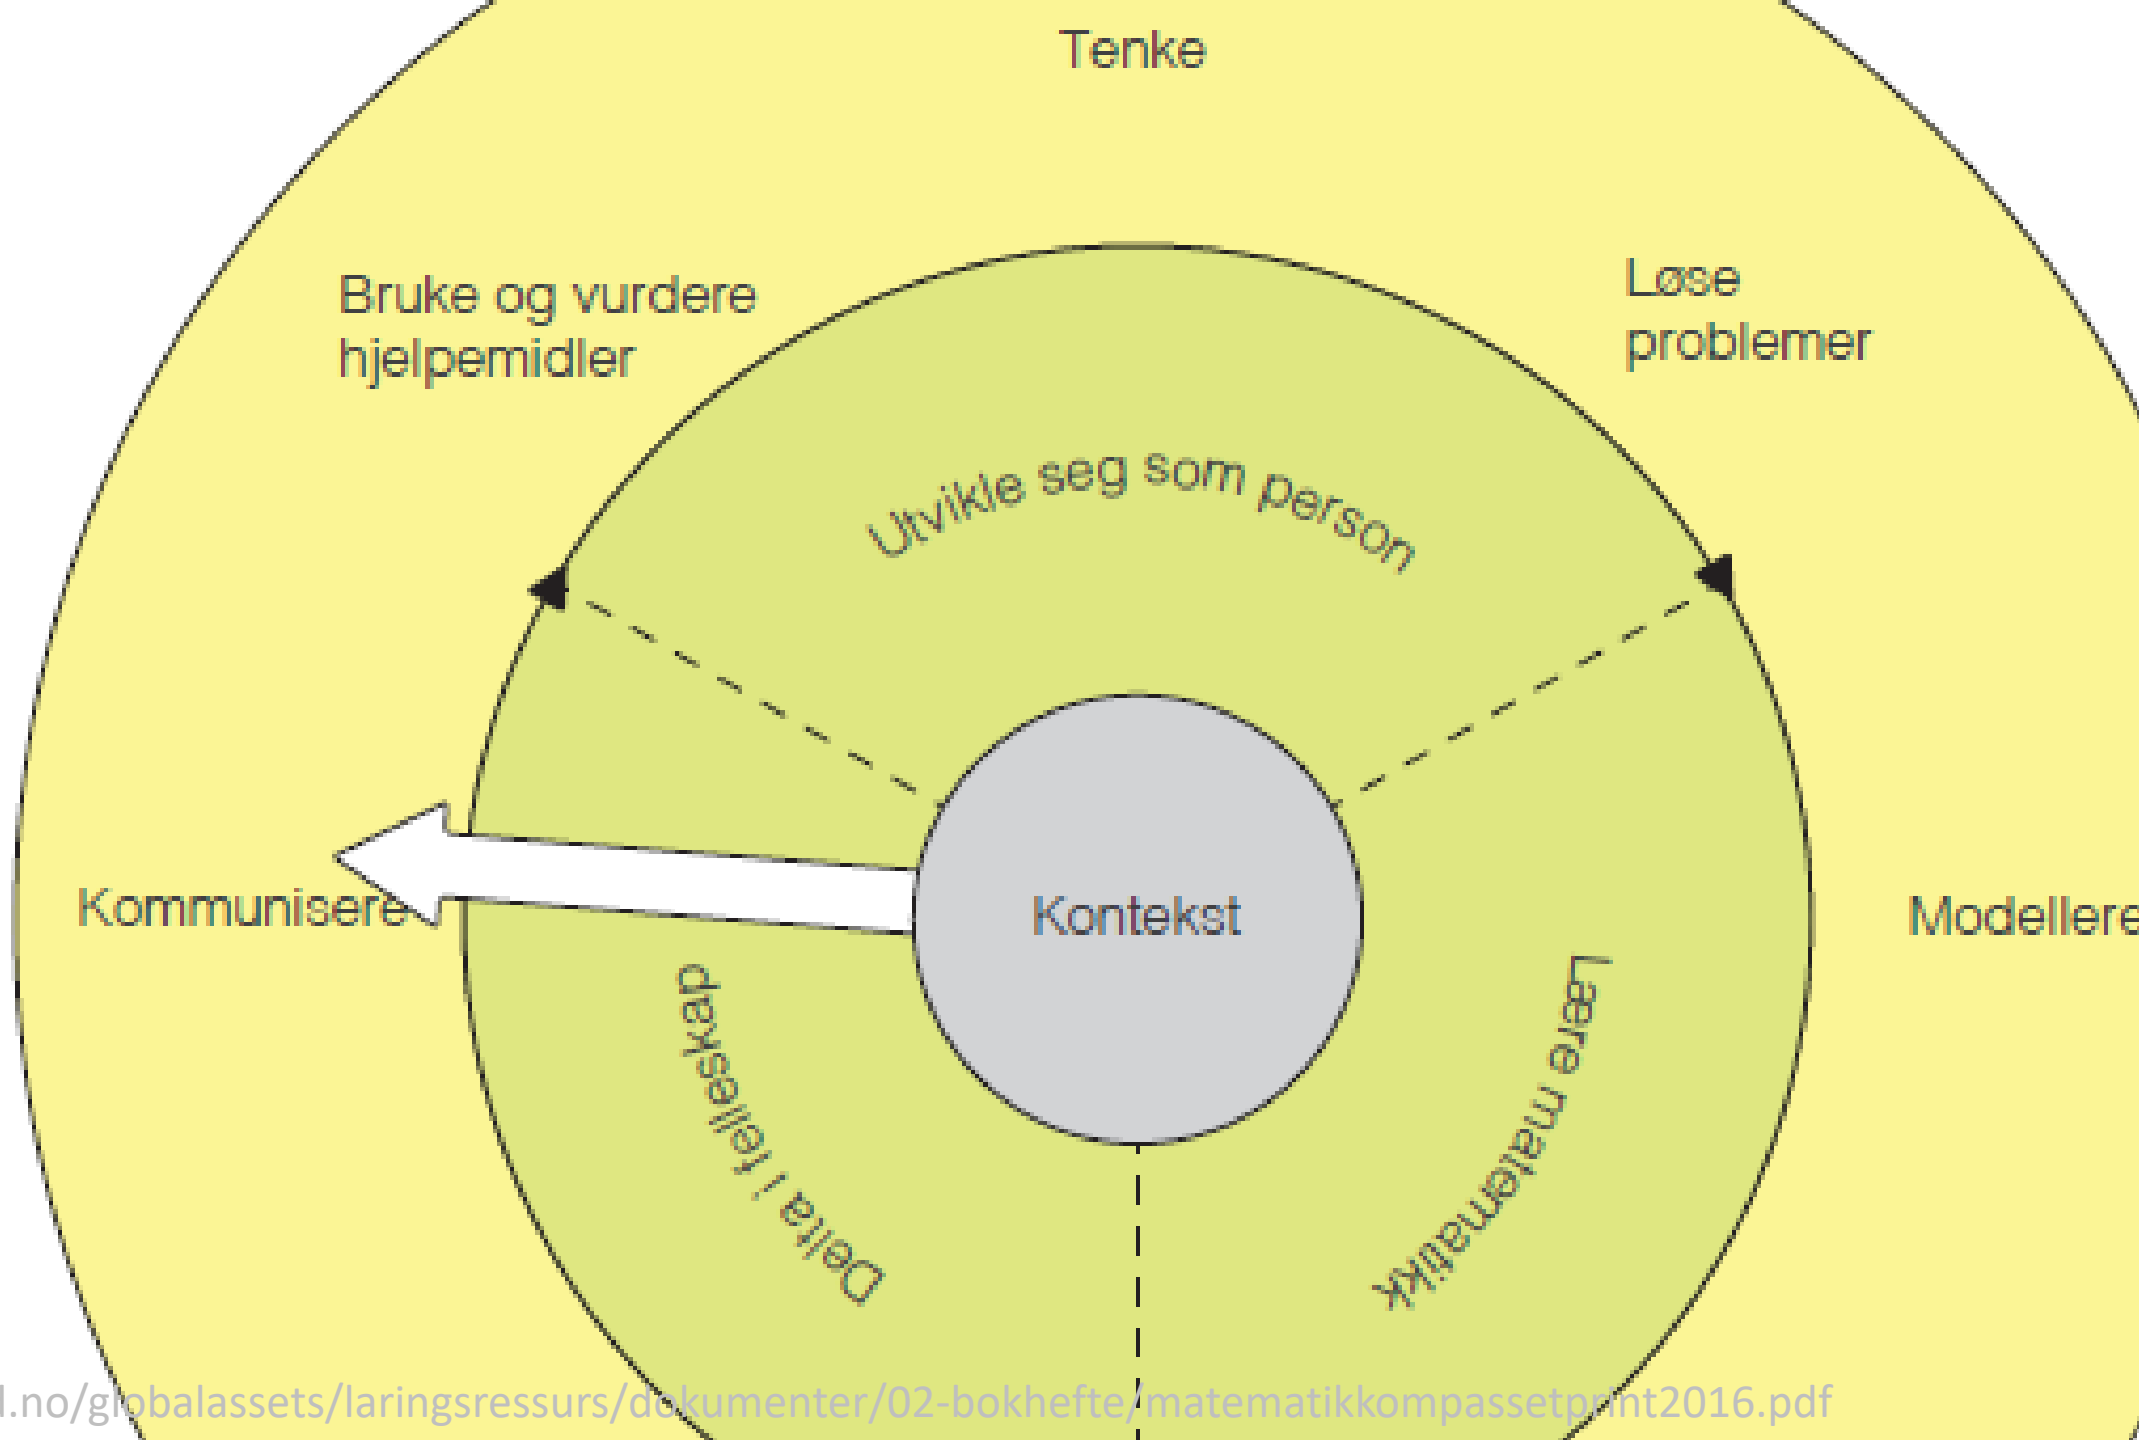 Tenke
Bruke og vurdere
hjelpemidler
Løse
problemer
Utvikle seg som person
Kommunisere
Kontekst
Modellere
Delta i felleskap
Lære matematikk
l.no/globalassets/laringsressurs/dokumenter/02-bokhefte/matematikkompassetprint2016.pdf